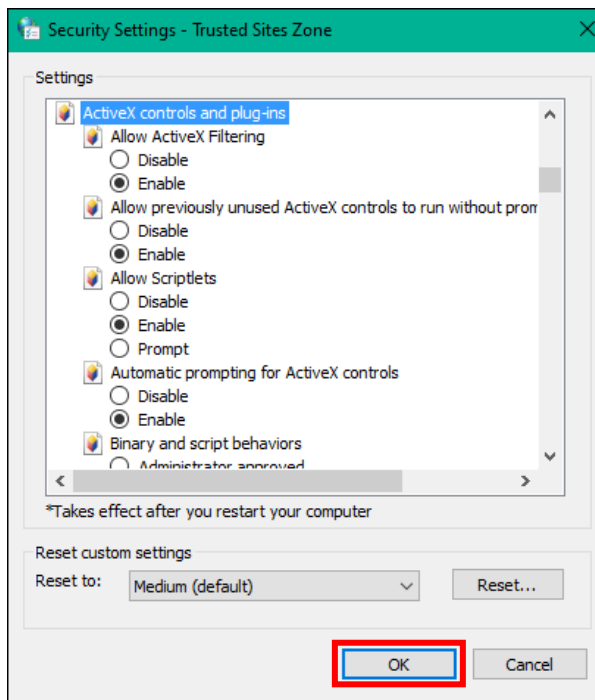 Security Settings - Trusted Sites Zone
Settings
ActiveX controls and plug-ins
Allow ActiveX Filtering
Disable
Enable
Allow previously unused ActiveX controls to run without prom
Disable
Enable
Allow Scriptlets
Disable
Enable
Prompt
Automatic prompting for ActiveX controls
Disable
Enable
Binary and script behaviors
Administrator approved
*Takes effect after you restart your computer
Reset custom settings
Reset to: Medium (default) Reset...
OK Cancel